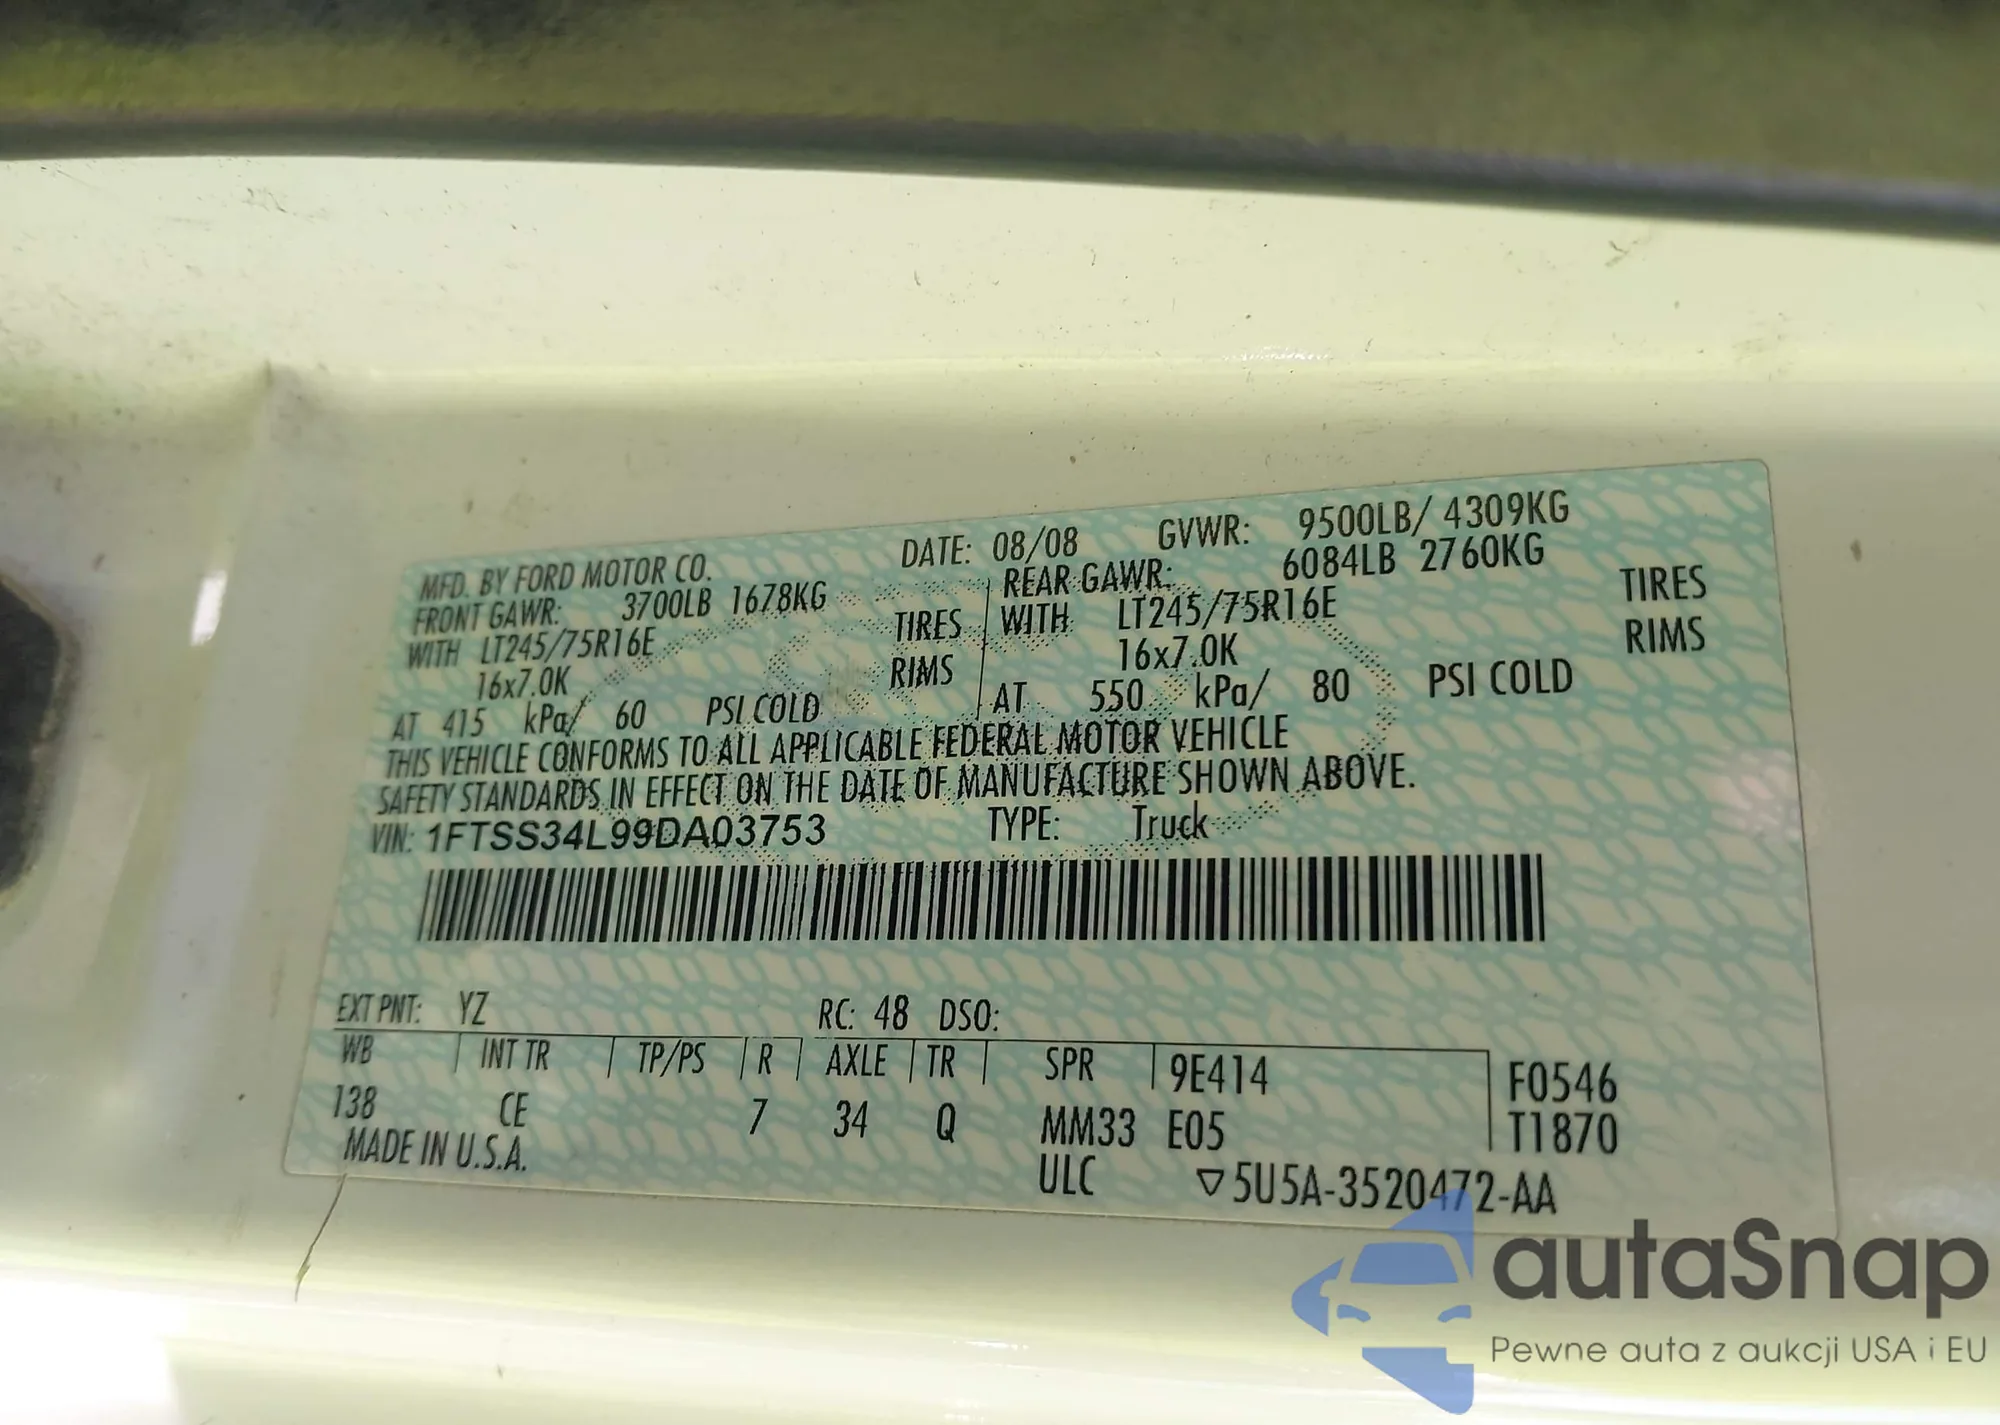 MFD. BY FORD MOTOR CO. DATE: 08/08 GVWR: 9500LB/ 4309KG
FRONT GAWR: 3700LB 1678KG REAR GAWR: 6084LB 2760KG
WITH LT245/75R16E TIRES WITH LT245/75R16E TIRES
16x7.0K RIMS 16x7.0K RIMS
AT 415 kPa/ 60 PSI COLD AT 550 kPa/ 80 PSI COLD
THIS VEHICLE CONFORMS TO ALL APPLICABLE FEDERAL MOTOR VEHICLE
SAFETY STANDARDS IN EFFECT ON THE DATE OF MANUFACTURE SHOWN ABOVE.
VIN: 1FTSS34L99DA03753 TYPE: Truck
EXT PNT: YZ RC: 48 DSO:
WB INT TR TP/PS R AXLE TR SPR 9E414 F0546
138 CE 7 34 Q MM33 E05 T1870
MADE IN U.S.A. ULC ▽5U5A-3520472-AA
autaSnap
Pewne auta z aukcji USA i EU